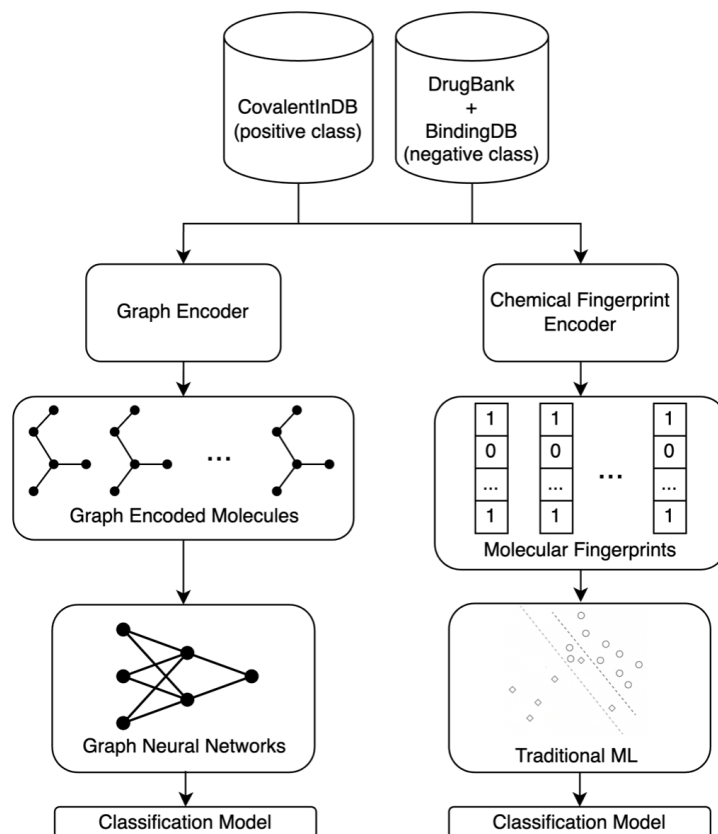 CovalentInDB
(positive class)
DrugBank
+
BindingDB
(negative class)
Graph Encoder
Chemical Fingerprint
Encoder
...
Graph Encoded Molecules
1 1 1
0 0 0
...
... ... ...
1 1 1
Molecular Fingerprints
Graph Neural Networks
Traditional ML
Classification Model
Classification Model